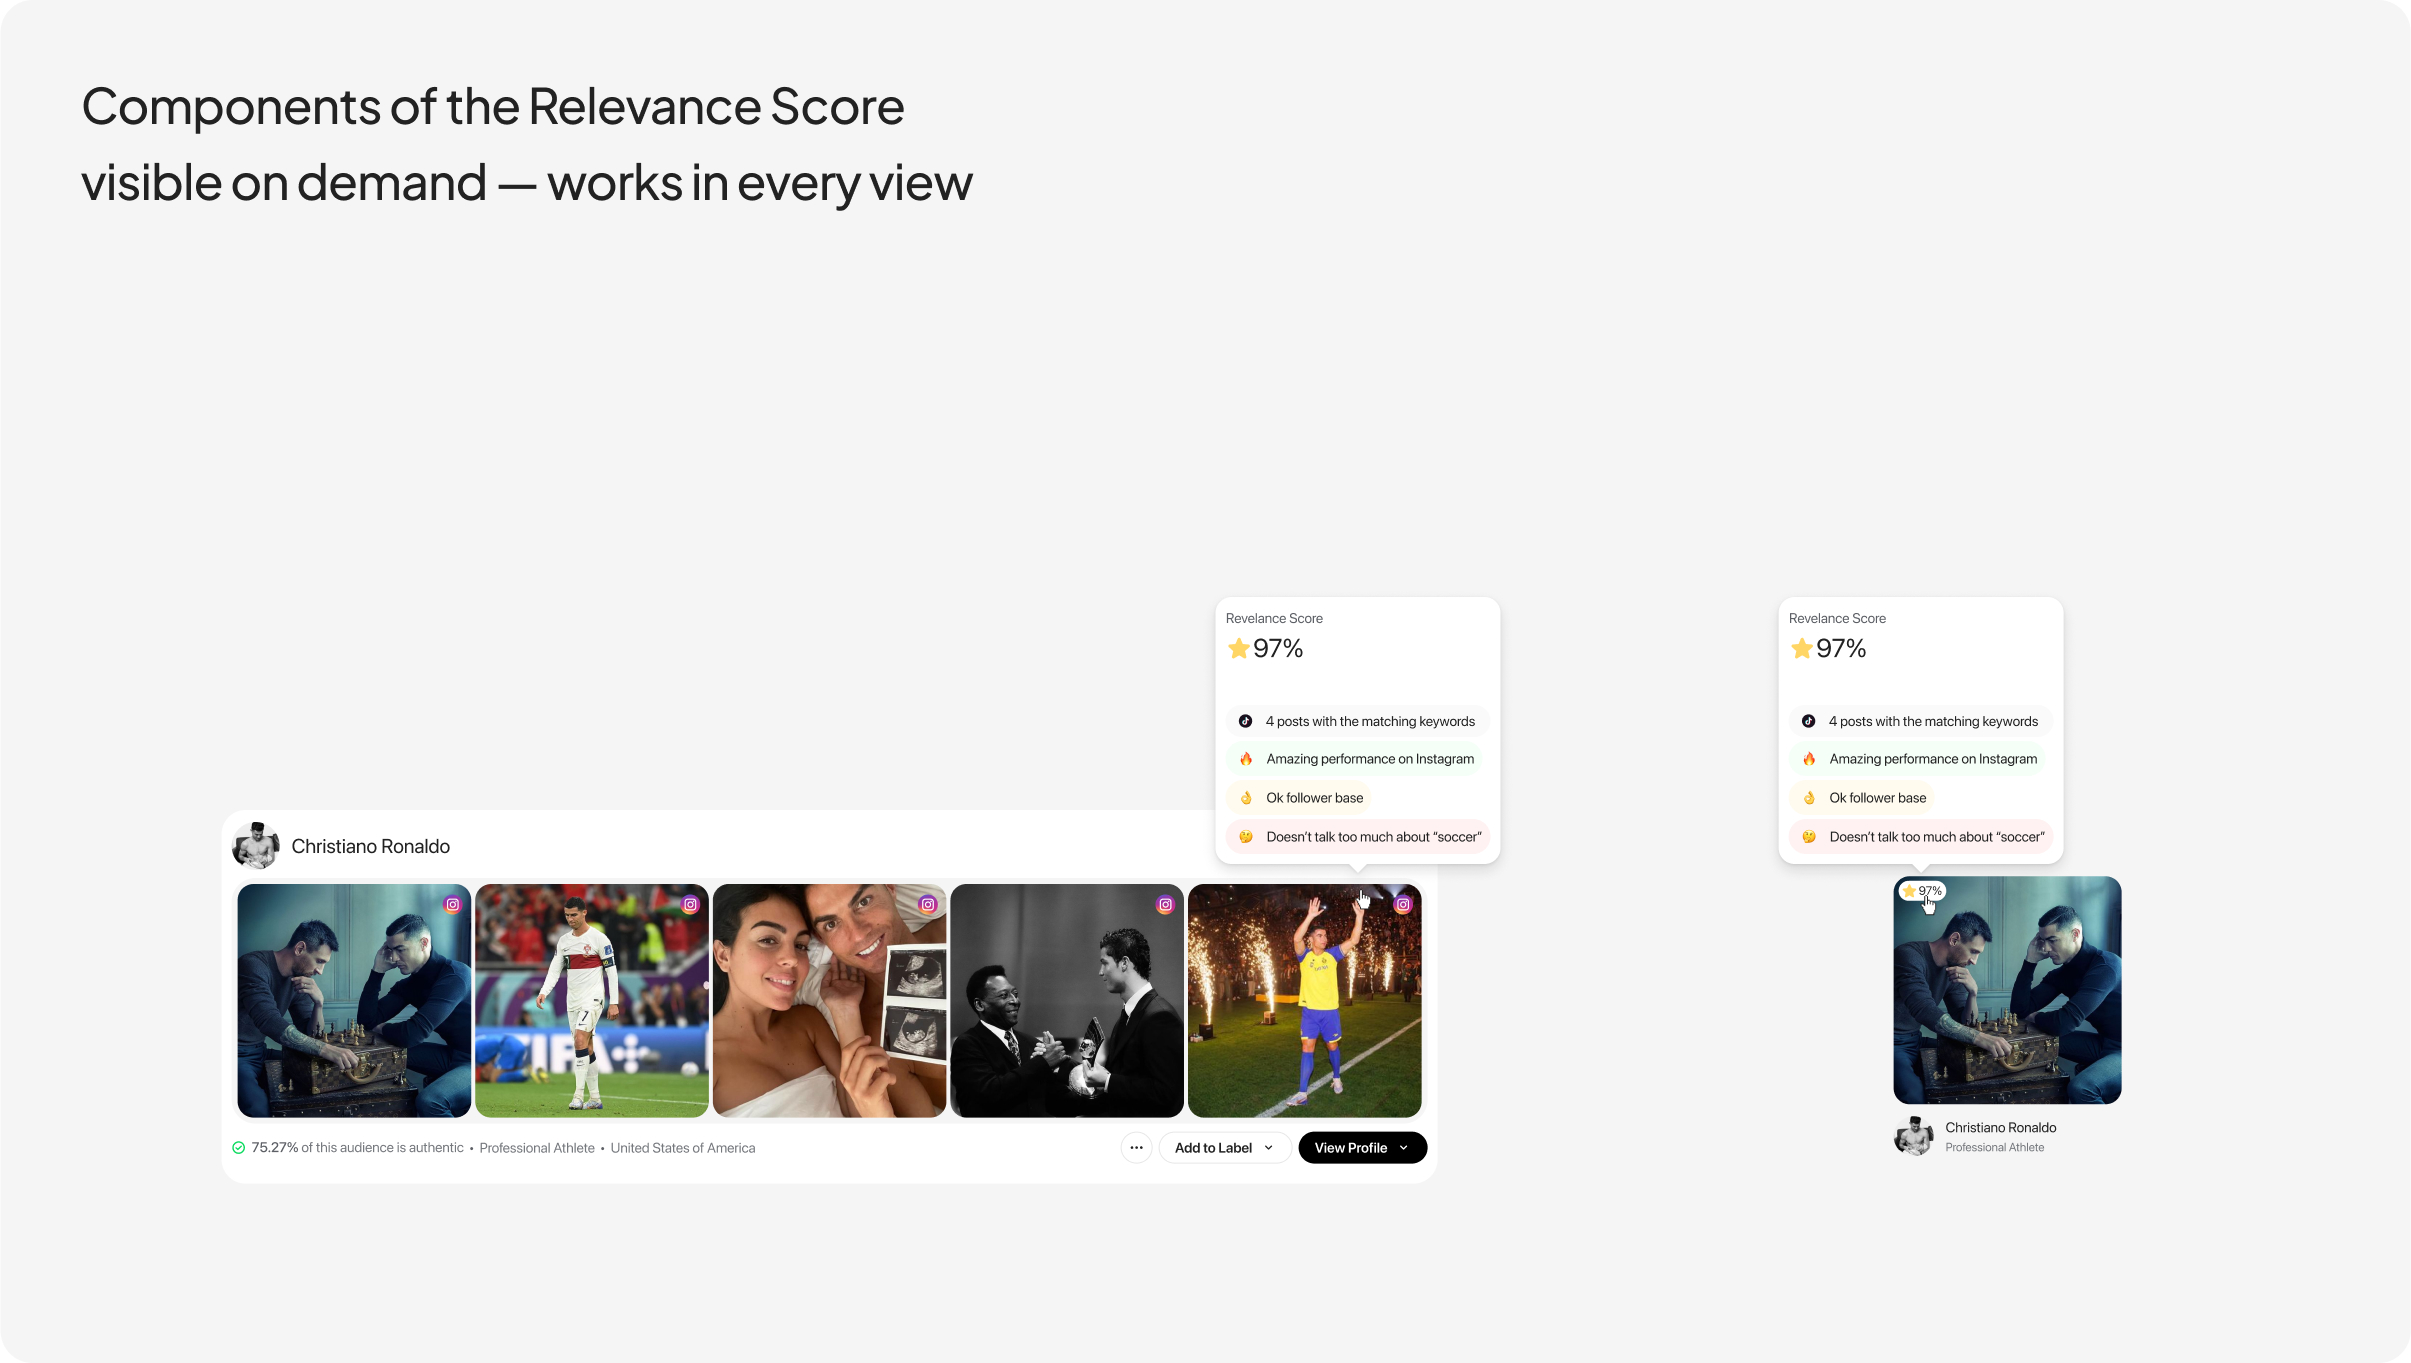 Components of the Relevance Score
visible on demand — works in every view
Revelance Score
97%
4 posts with the matching keywords
Amazing performance on Instagram
Ok follower base
Doesn't talk too much about “soccer”
Revelance Score
97%
4 posts with the matching keywords
Amazing performance on Instagram
Ok follower base
Doesn't talk too much about “soccer”
Christiano Ronaldo
97%
7
FIFA
75.27% of this audience is authentic • Professional Athlete • United States of America
Add to Label
View Profile
Christiano Ronaldo
Professional Athlete